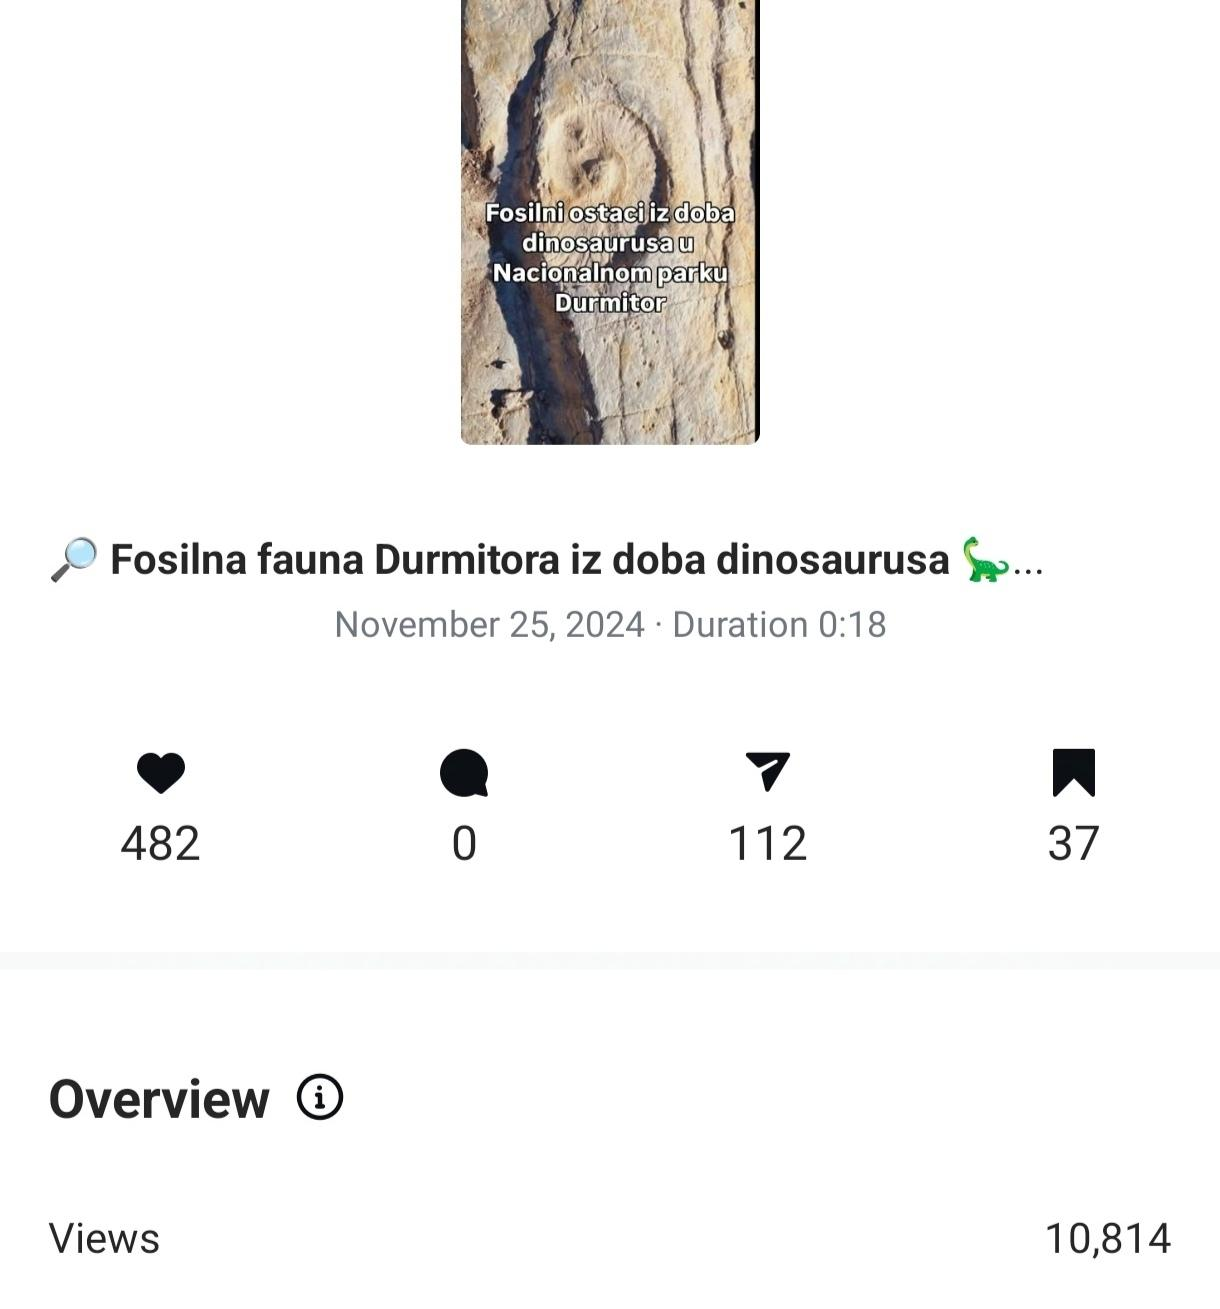 Fosilni ostaci iz doba
dinosaurusa u
Nacionalnom parku
Durmitor
🔎 Fosilna fauna Durmitora iz doba dinosaurusa 🦕...
November 25, 2024 · Duration 0:18
482
0
112
37
Overview
Views
10,814